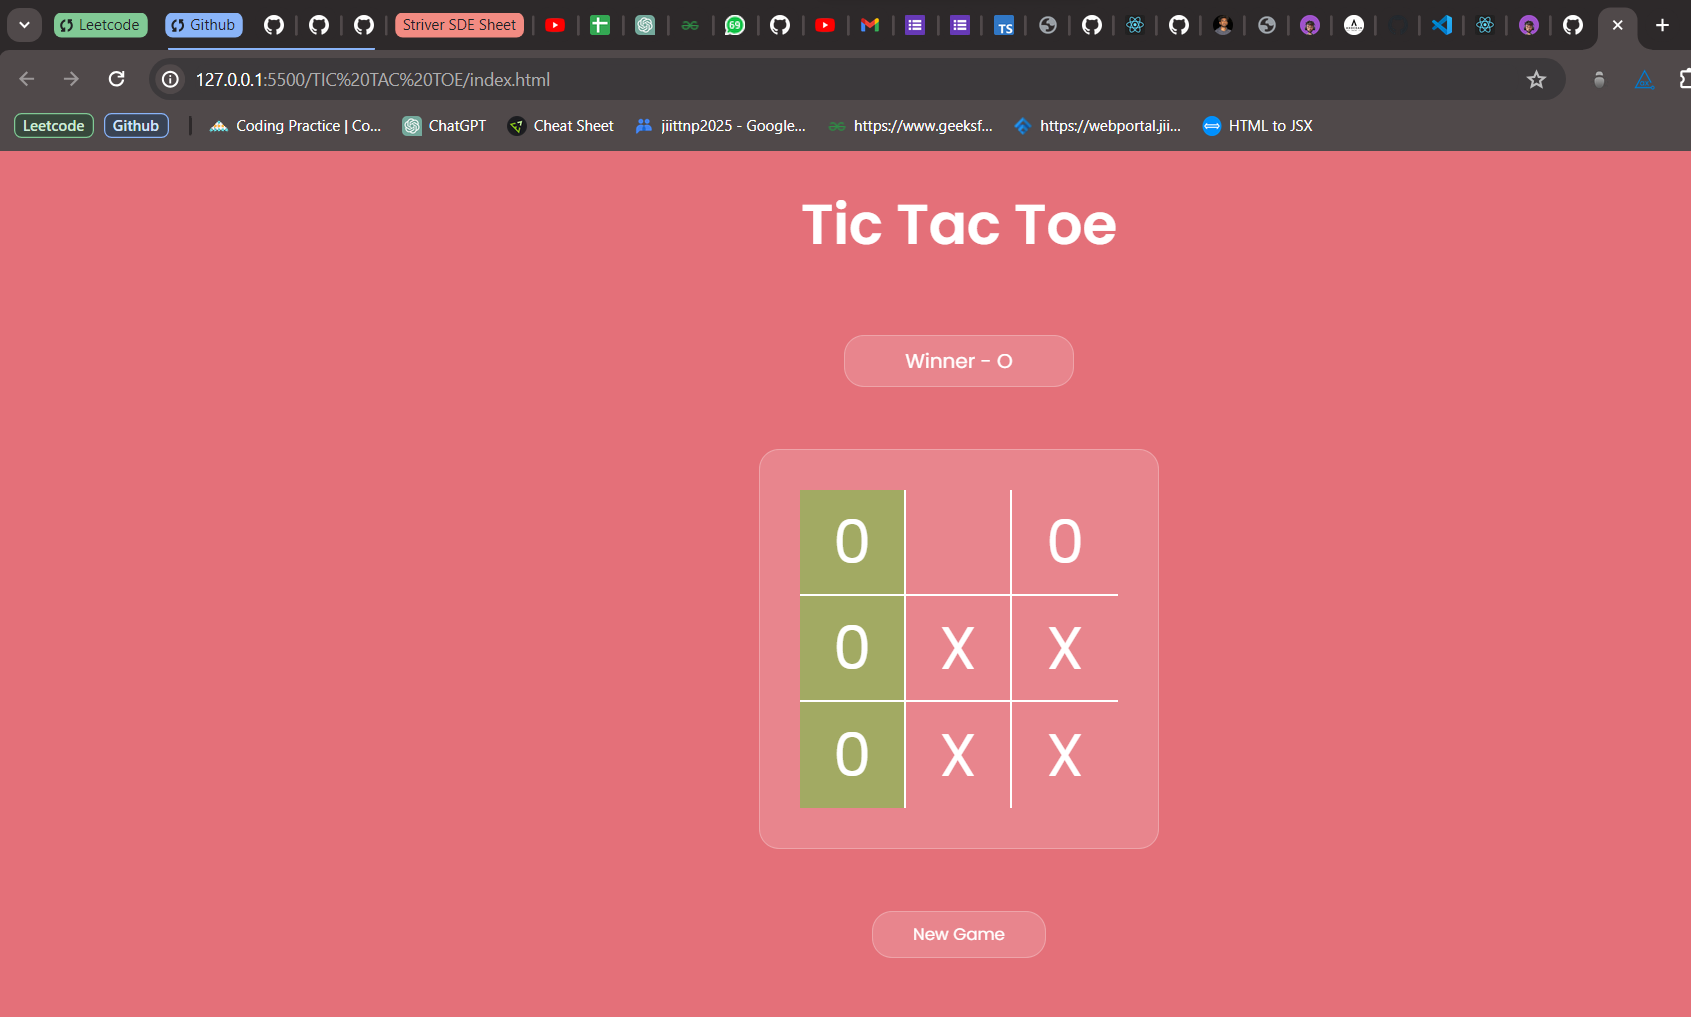 Leetcode Github Striver SDE Sheet 69 TS
127.0.0.1:5500/TIC%20TAC%20TOE/index.html
Leetcode Github Coding Practice | Co... ChatGPT Cheat Sheet jiittnp2025 - Google... https://www.geeksf... https://webportal.jii... HTML to JSX
Tic Tac Toe
Winner - O
0 0
0 X X
0 X X
New Game